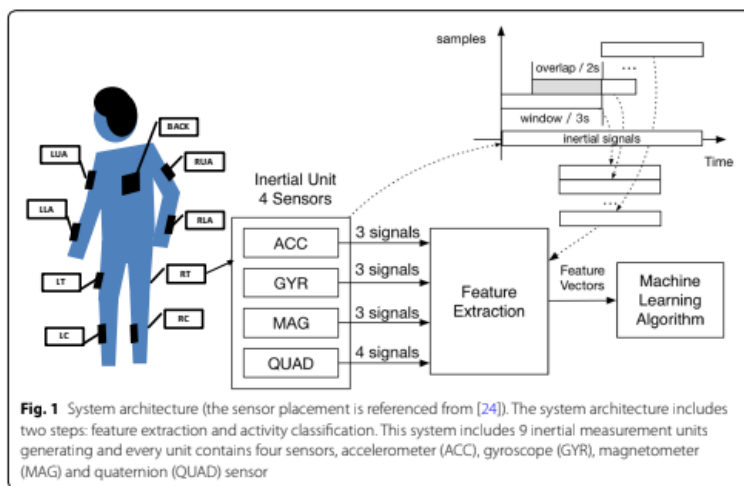 samples
overlap / 2s
...
window / 3s
inertial signals
Time
...
BACK
LUA
RUA
LLA
RLA
LT
RT
LC
RC
Inertial Unit
4 Sensors
ACC
GYR
MAG
QUAD
3 signals
3 signals
3 signals
4 signals
Feature
Extraction
Feature
Vectors
Machine
Learning
Algorithm
Fig. 1 System architecture (the sensor placement is referenced from [24]). The system architecture includes
two steps: feature extraction and activity classification. This system includes 9 inertial measurement units
generating and every unit contains four sensors, accelerometer (ACC), gyroscope (GYR), magnetometer
(MAG) and quaternion (QUAD) sensor